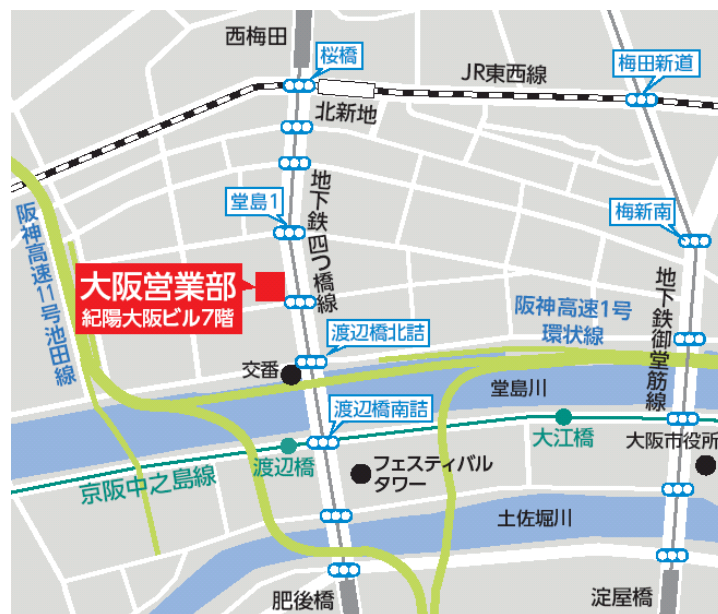 西梅田
桜橋
JR東西線
梅田新道
北新地
地下鉄四つ橋線
堂島1
梅新南
阪神高速11号池田線
大阪営業部
紀陽大阪ビル7階
阪神高速1号
環状線
地下鉄御堂筋線
渡辺橋北詰
交番
堂島川
渡辺橋南詰
大江橋
大阪市役所
渡辺橋
フェスティバル
タワー
京阪中之島線
土佐堀川
肥後橋
淀屋橋